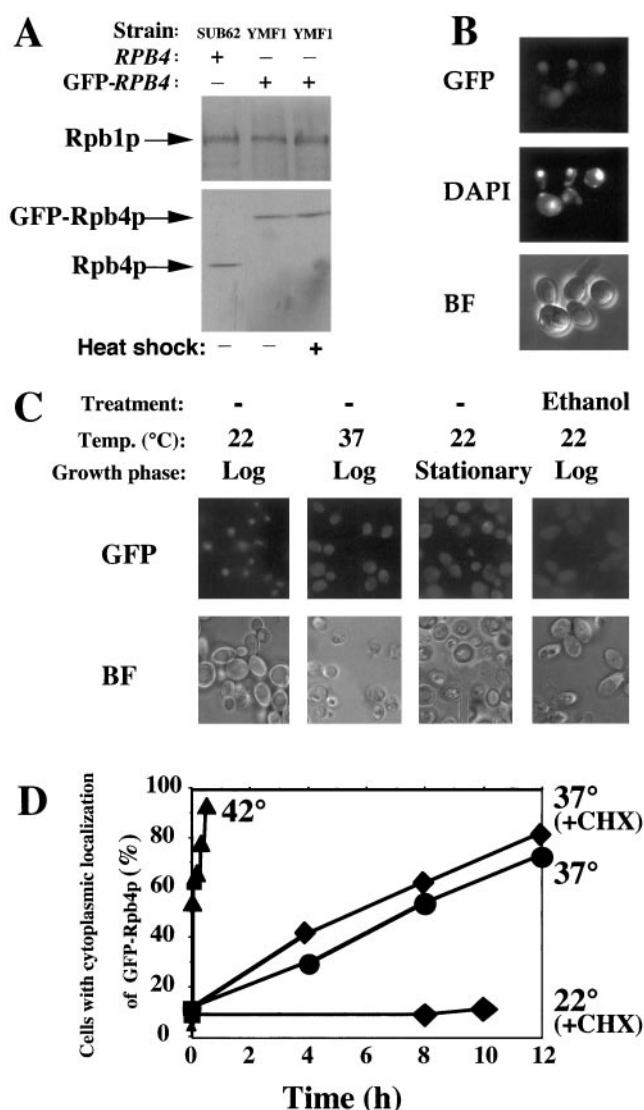 A
Strain: SUB62 YMF1 YMF1
RPB4: + – –
GFP-RPB4: – + +
Rpb1p
GFP-Rpb4p
Rpb4p
Heat shock: – – +
B
GFP
DAPI
BF
C
Treatment: - - - Ethanol
Temp. (°C) 22 37 22 22
Growth phase: Log Log Stationary Log
GFP
BF
D
Cells with cytoplasmic localization
of GFP-Rpb4p (%)
100
80
60
40
20
0
42°
37°
(+CHX)
37°
22°
(+CHX)
0 4 8 10 12
Time (h)